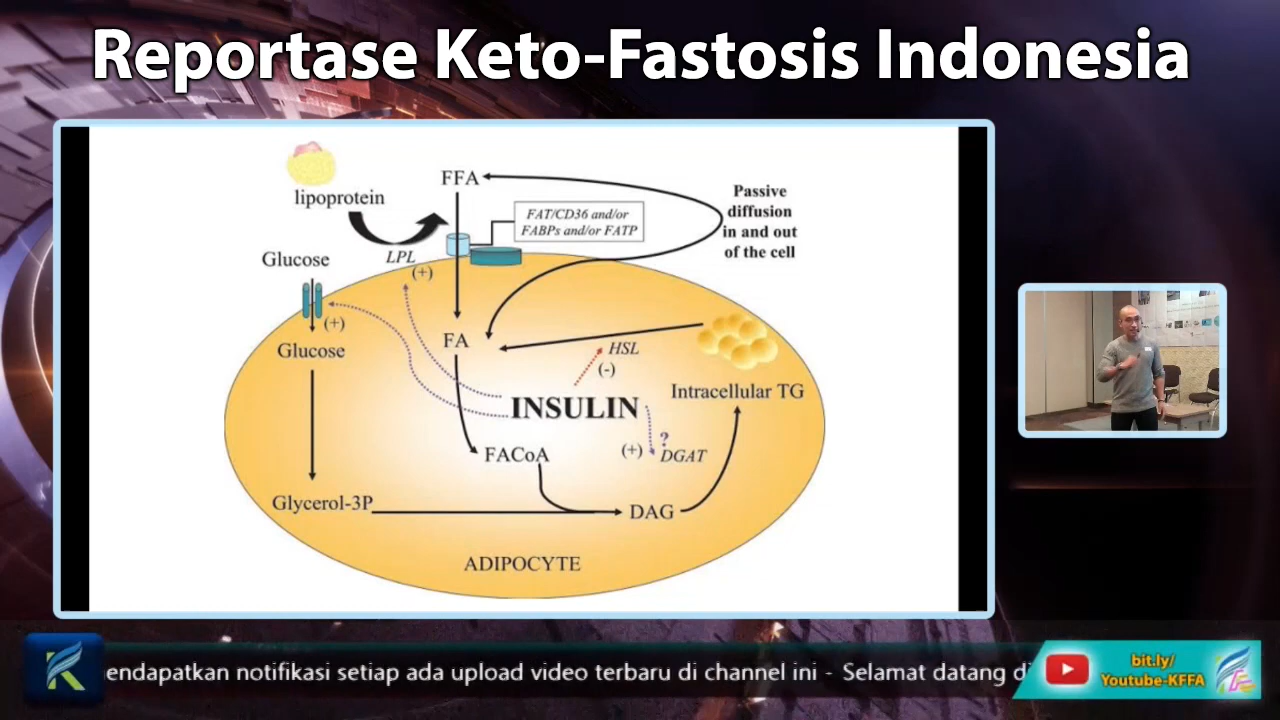 Reportase Keto-Fastosis Indonesia
lipoprotein
FFA
FAT/CD36 and/or
FABPs and/or FATP
Passive
diffusion
in and out
of the cell
Glucose
LPL
(+)
(+)
Glucose
FA
HSL
(-)
Intracellular TG
INSULIN
?
(+)
DGAT
FACoA
Glycerol-3P
DAG
ADIPOCYTE
endapatkan notifikasi setiap ada upload video terbaru di channel ini - Selamat datang di
bit.ly/
Youtube-KFFA